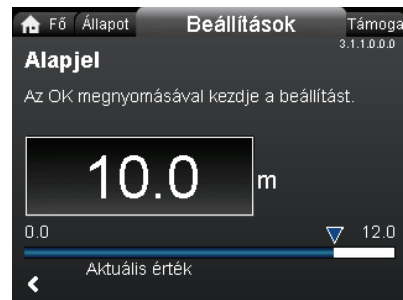 Fő Állapot Beállítások Támoga
3.1.1.0.0.0
Alapjel
Az OK megnyomásával kezdje a beállítást.
10.0 m
0.0 12.0
Aktuális érték